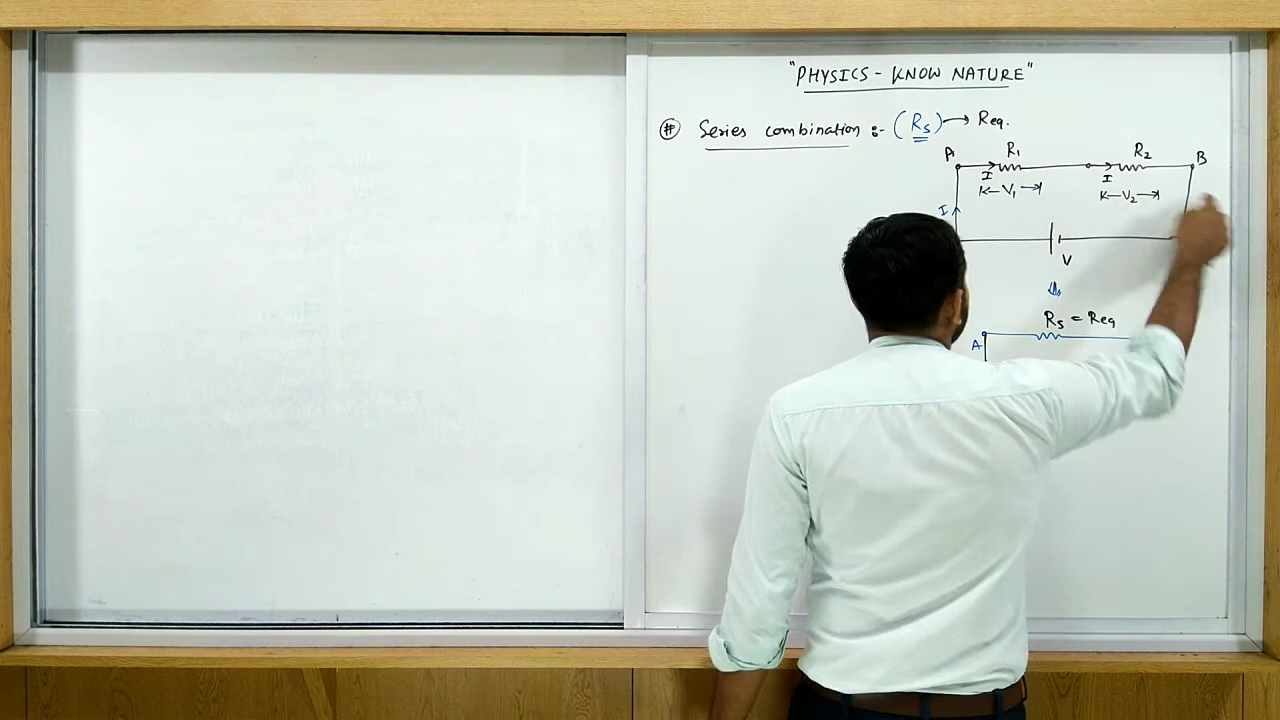 "PHYSICS - KNOW NATURE"
# Series combination :- (Rs) → Req.
A R1 R2 B
I I
V1 V2
I
V
Rs = Req
A